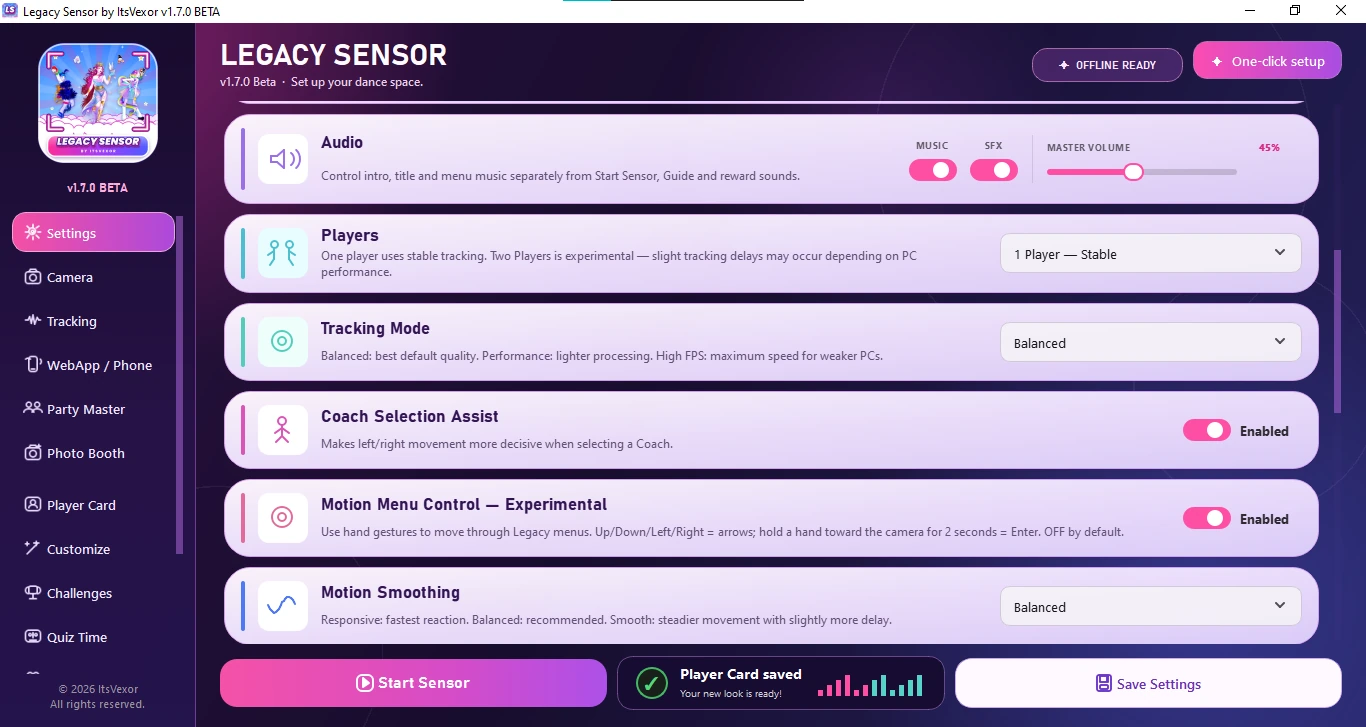 Legacy Sensor by ItsVexor v1.7.0 BETA
LEGACY SENSOR
BY ITSVEXOR
v1.7.0 BETA
Settings
Camera
Tracking
WebApp / Phone
Party Master
Photo Booth
Player Card
Customize
Challenges
Quiz Time
© 2026 ItsVexor
All rights reserved.
LEGACY SENSOR
v1.7.0 Beta · Set up your dance space.
OFFLINE READY
One-click setup
Audio
Control intro, title and menu music separately from Start Sensor, Guide and reward sounds.
MUSIC
SFX
MASTER VOLUME
45%
Players
One player uses stable tracking. Two Players is experimental — slight tracking delays may occur depending on PC
performance.
1 Player — Stable
Tracking Mode
Balanced: best default quality. Performance: lighter processing. High FPS: maximum speed for weaker PCs.
Balanced
Coach Selection Assist
Makes left/right movement more decisive when selecting a Coach.
Enabled
Motion Menu Control — Experimental
Use hand gestures to move through Legacy menus. Up/Down/Left/Right = arrows; hold a hand toward the camera for 2 seconds = Enter. OFF by default.
Enabled
Motion Smoothing
Responsive: fastest reaction. Balanced: recommended. Smooth: steadier movement with slightly more delay.
Balanced
Start Sensor
Player Card saved
Your new look is ready!
Save Settings